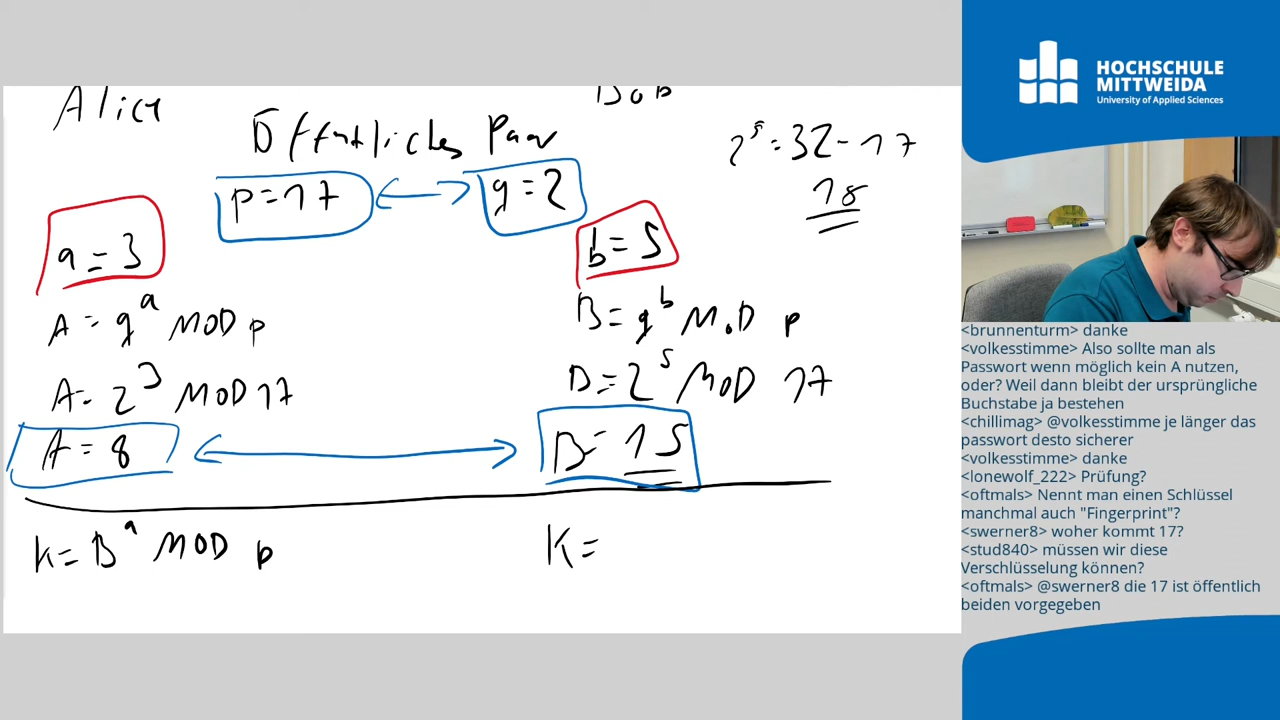 Alice
Bob
Öffentliches Paar
p=17
g=2
2^5=32-17
18
a=3
b=5
A=g^a MOD p
B=g^b MOD p
A=2^3 MOD 17
B=2^5 MOD 17
A=8
B=15
K=B^a MOD p
K=
HOCHSCHULE
MITTWEIDA
University of Applied Sciences
<brunnenturm> danke
<volkesstimme> Also sollte man als
Passwort wenn möglich kein A nutzen,
oder? Weil dann bleibt der ursprüngliche
Buchstabe ja bestehen
<chillimag> @volkesstimme je länger das
passwort desto sicherer
<volkesstimme> danke
<lonewolf_222> Prüfung?
<oftmals> Nennt man einen Schlüssel
manchmal auch "Fingerprint"?
<swerner8> woher kommt 17?
<stud840> müssen wir diese
Verschlüsselung können?
<oftmals> @swerner8 die 17 ist öffentlich
beiden vorgegeben